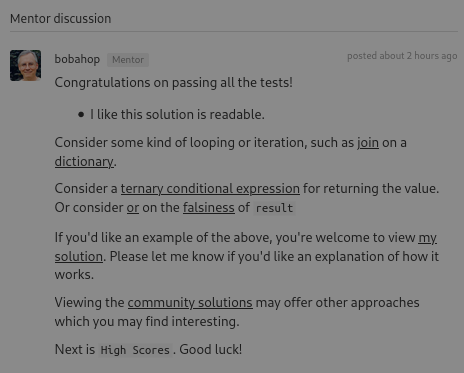 Mentor discussion
bobahop Mentor posted about 2 hours ago
Congratulations on passing all the tests!
• I like this solution is readable.
Consider some kind of looping or iteration, such as join on a
dictionary.
Consider a ternary conditional expression for returning the value.
Or consider or on the falsiness of result
If you'd like an example of the above, you're welcome to view my
solution. Please let me know if you'd like an explanation of how it
works.
Viewing the community solutions may offer other approaches
which you may find interesting.
Next is High Scores. Good luck!